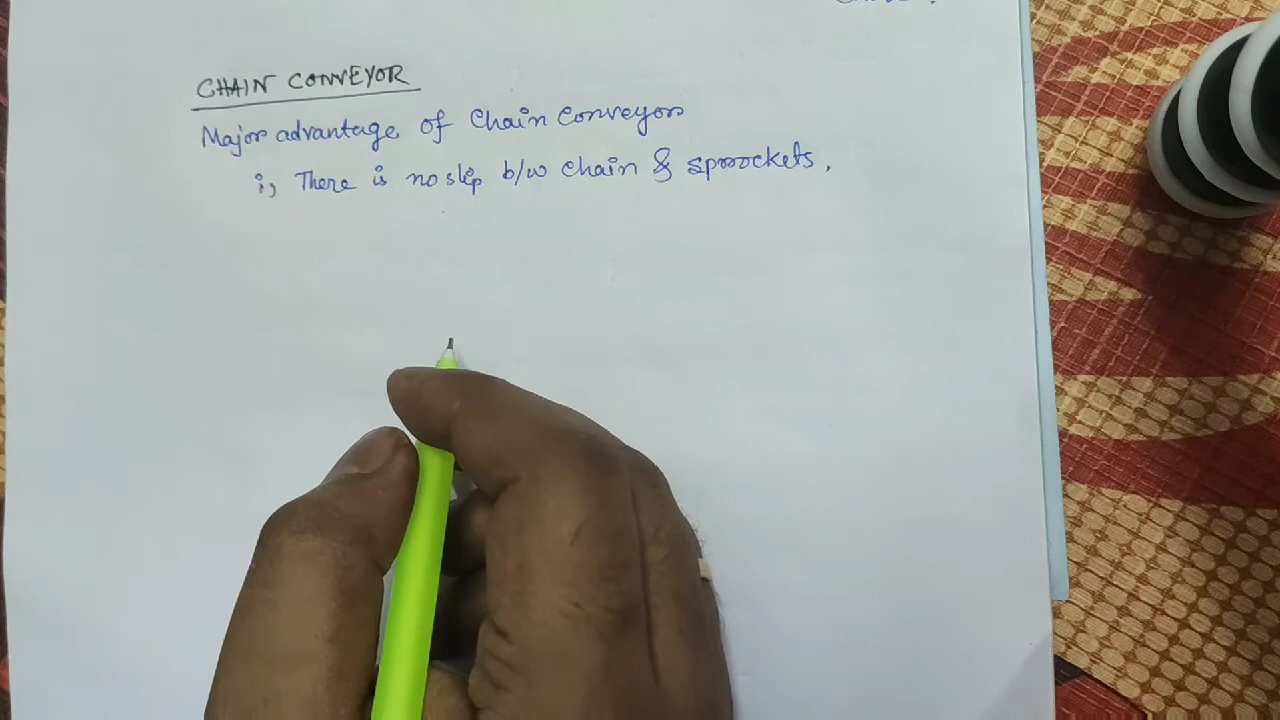 CHAIN CONVEYOR
Major advantage of Chain Conveyor
i, There is no slip b/w chain & sprockets.